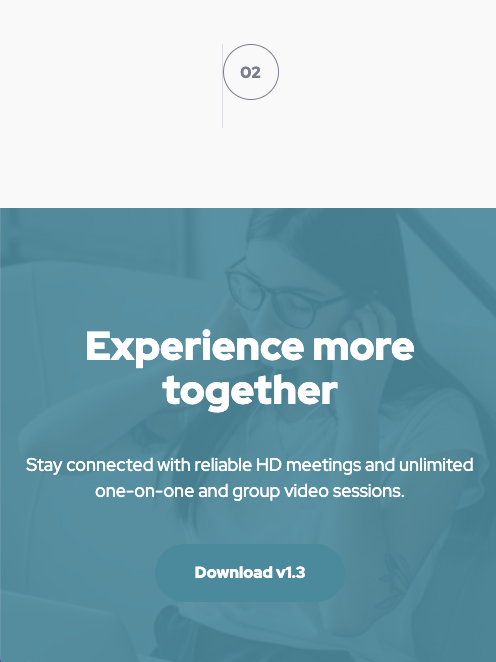 02
Experience more
together
Stay connected with reliable HD meetings and unlimited
one-on-one and group video sessions.
Download v1.3